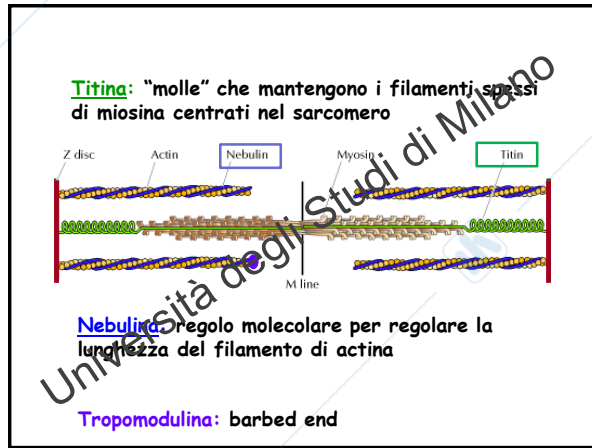 Titina: “molle” che mantengono i filamenti spessi
di miosina centrati nel sarcomero
Z disc Actin Nebulin Myosin Titin
M line
Nebulina: regolo molecolare per regolare la
lunghezza del filamento di actina
Tropomodulina: barbed end
Università degli Studi di Milano